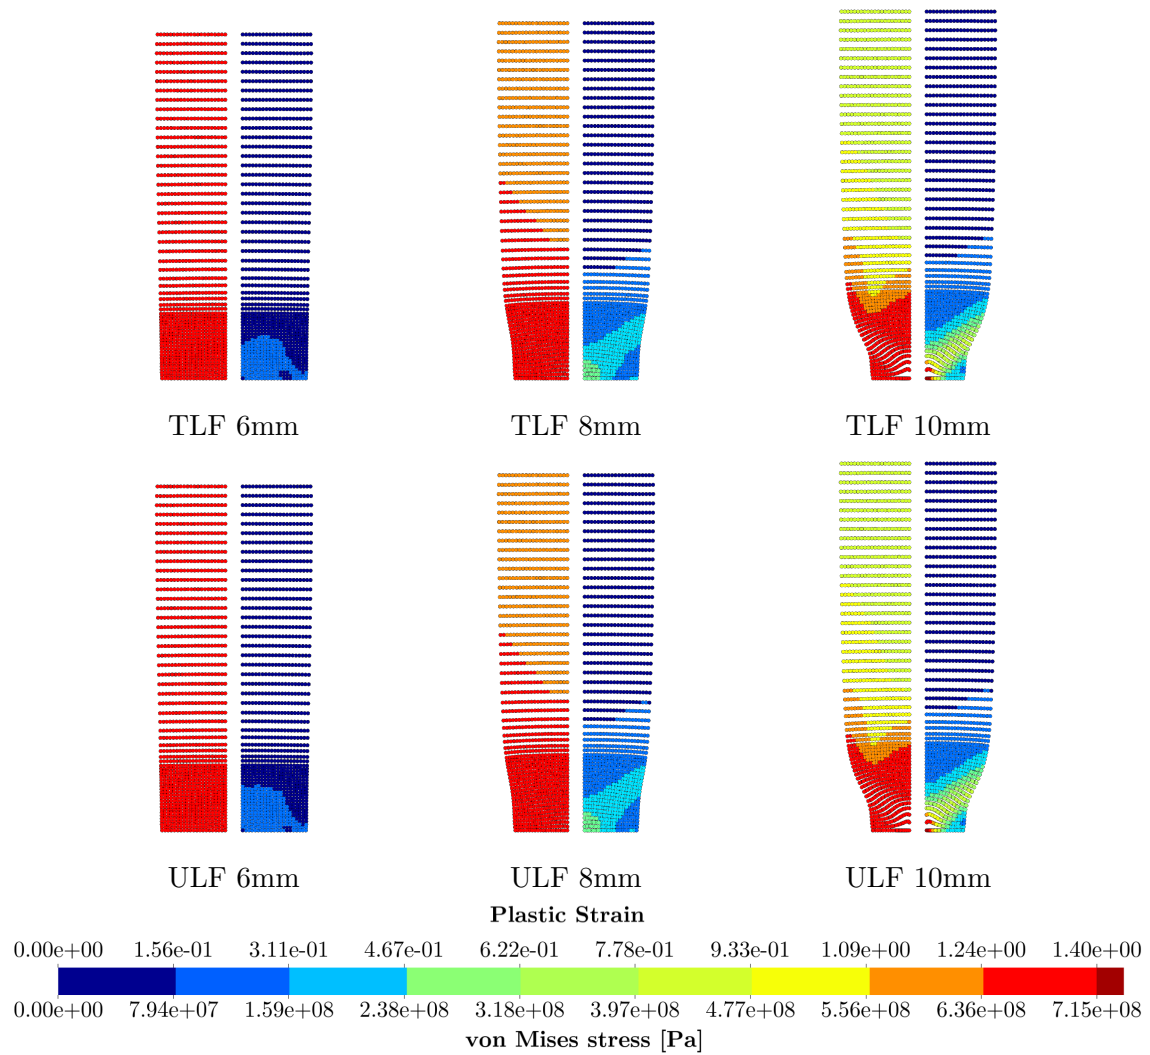 TLF 6mm TLF 8mm TLF 10mm
ULF 6mm ULF 8mm ULF 10mm
Plastic Strain
0.00e+00 1.56e-01 3.11e-01 4.67e-01 6.22e-01 7.78e-01 9.33e-01 1.09e+00 1.24e+00 1.40e+00
0.00e+00 7.94e+07 1.59e+08 2.38e+08 3.18e+08 3.97e+08 4.77e+08 5.56e+08 6.36e+08 7.15e+08
von Mises stress [Pa]